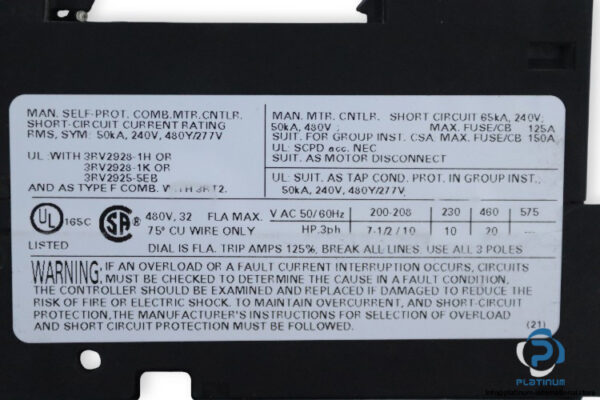 MAN. SELF-PROT. COMB.MTR.CNTLR.
SHORT-CIRCUIT CURRENT RATING
RMS, SYM: 50kA, 240V, 480Y/277V
UL:WITH 3RV2928-1H OR
3RV2928-1K OR
3RV2925-5EB
AND AS TYPE F COMB. WITH 3RT2.
MAN. MTR. CNTLR. SHORT CIRCUIT 65kA, 240V;
50kA, 480V ; MAX. FUSE/CB 125A
SUIT. FOR GROUP INST. CSA. MAX. FUSE/CB 150A
UL: SCPD acc. NEC
SUIT. AS MOTOR DISCONNECT
UL: SUIT. AS TAP COND. PROT. IN GROUP INST.,
50kA, 240V, 480Y/277V
UL 165C
LISTED
SA ®
480V, 32 FLA MAX.
75° CU WIRE ONLY
V AC 50/60Hz 200-208 230 460 575
HP,3ph 7-1/2 / 10 10 20 ---
DIAL IS FLA. TRIP AMPS 125%, BREAK ALL LINES. USE ALL 3 POLES
WARNING: IF AN OVERLOAD OR A FAULT CURRENT INTERRUPTION OCCURS, CIRCUITS
MUST BE CHECKED TO DETERMINE THE CAUSE IN A FAULT CONDITION,
THE CONTROLLER SHOULD BE EXAMINED AND REPLACED IF DAMAGED TO REDUCE THE
RISK OF FIRE OR ELECTRIC SHOCK. TO MAINTAIN OVERCURRENT, AND SHORT-CIRCUIT
PROTECTION,THE MANUFACTURER'S INSTRUCTIONS FOR SELECTION OF OVERLOAD
AND SHORT CIRCUIT PROTECTION MUST BE FOLLOWED.
(21)
PLATINUM